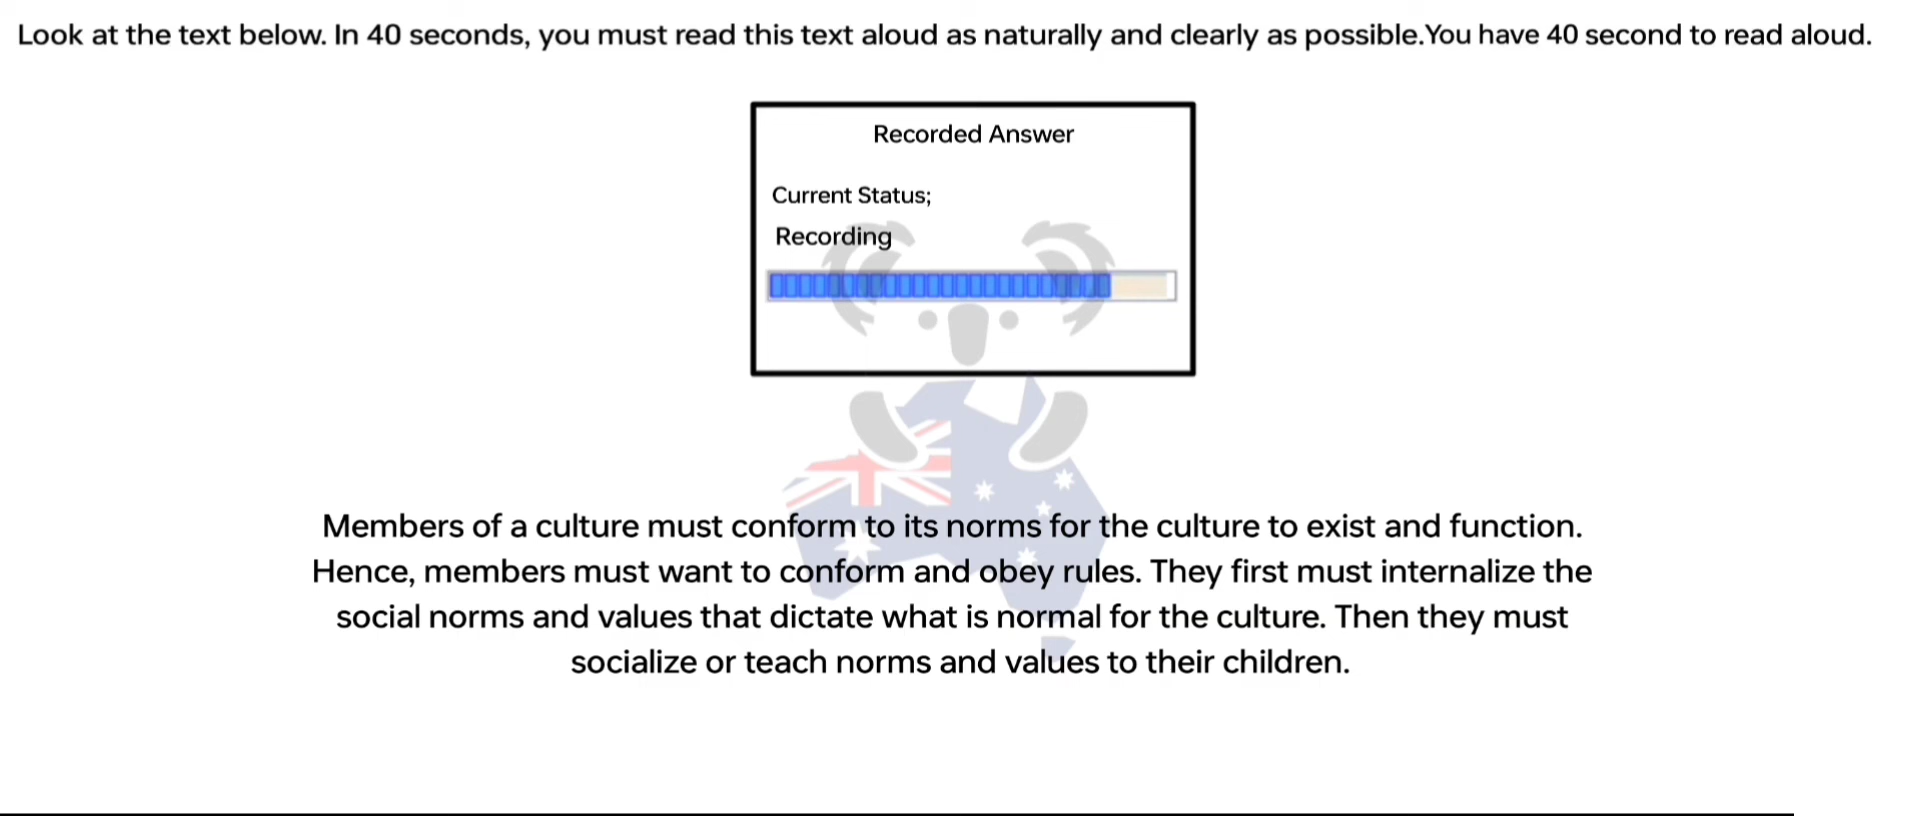 Look at the text below. In 40 seconds, you must read this text aloud as naturally and clearly as possible.You have 40 second to read aloud.
Recorded Answer
Current Status;
Recording
Members of a culture must conform to its norms for the culture to exist and function.
Hence, members must want to conform and obey rules. They first must internalize the
social norms and values that dictate what is normal for the culture. Then they must
socialize or teach norms and values to their children.